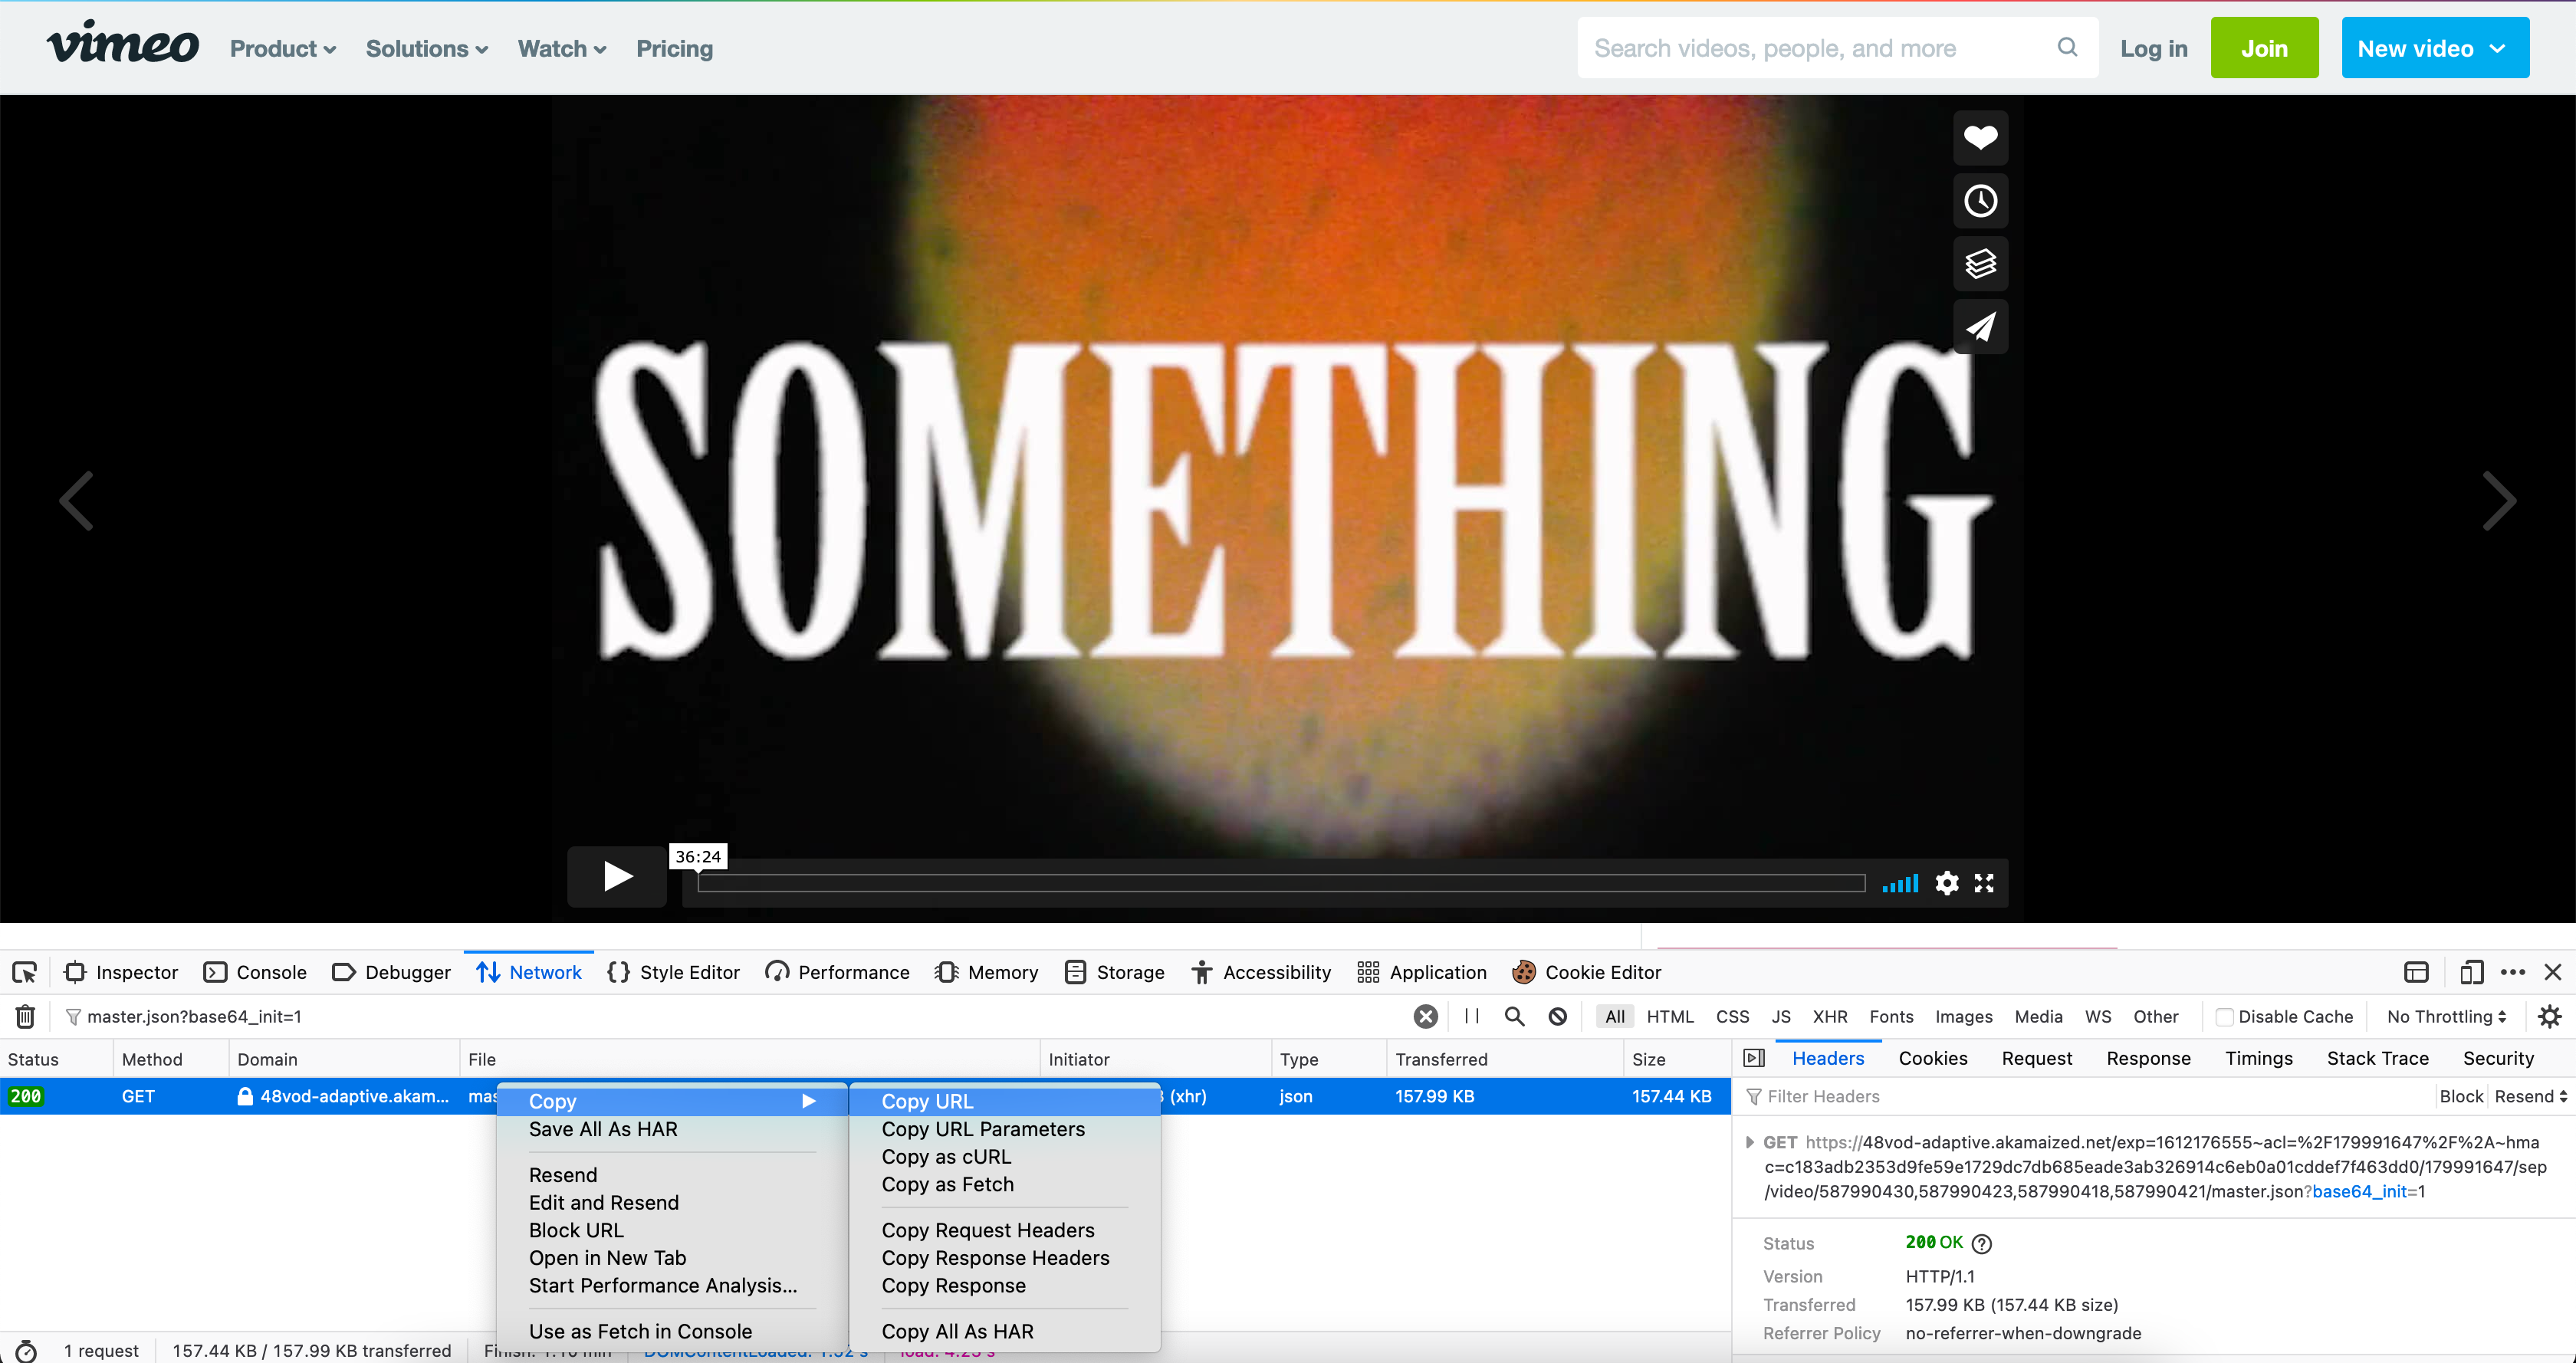 vimeo Product Solutions Watch Pricing Search videos, people, and more Log in Join New video
SOMETHING
36:24
Inspector Console Debugger Network Style Editor Performance Memory Storage Accessibility Application Cookie Editor
master.json?base64_init=1 All HTML CSS JS XHR Fonts Images Media WS Other Disable Cache No Throttling
Status Method Domain File Initiator Type Transferred Size
200 GET 48vod-adaptive.akam... (xhr) json 157.99 KB 157.44 KB
Copy
Save All As HAR
Resend
Edit and Resend
Block URL
Open in New Tab
Start Performance Analysis...
Use as Fetch in Console
Copy URL
Copy URL Parameters
Copy as cURL
Copy as Fetch
Copy Request Headers
Copy Response Headers
Copy Response
Copy All As HAR
Headers Cookies Request Response Timings Stack Trace Security
Filter Headers Block Resend
GET https://48vod-adaptive.akamaized.net/exp=1612176555~acl=%2F179991647%2F%2A~hma
c=c183adb2353d9fe59e1729dc7db685eade3ab326914c6eb0a01cddef7f463dd0/179991647/sep
/video/587990430,587990423,587990418,587990421/master.json?base64_init=1
Status 200 OK
Version HTTP/1.1
Transferred 157.99 KB (157.44 KB size)
Referrer Policy no-referrer-when-downgrade
1 request 157.44 KB / 157.99 KB transferred